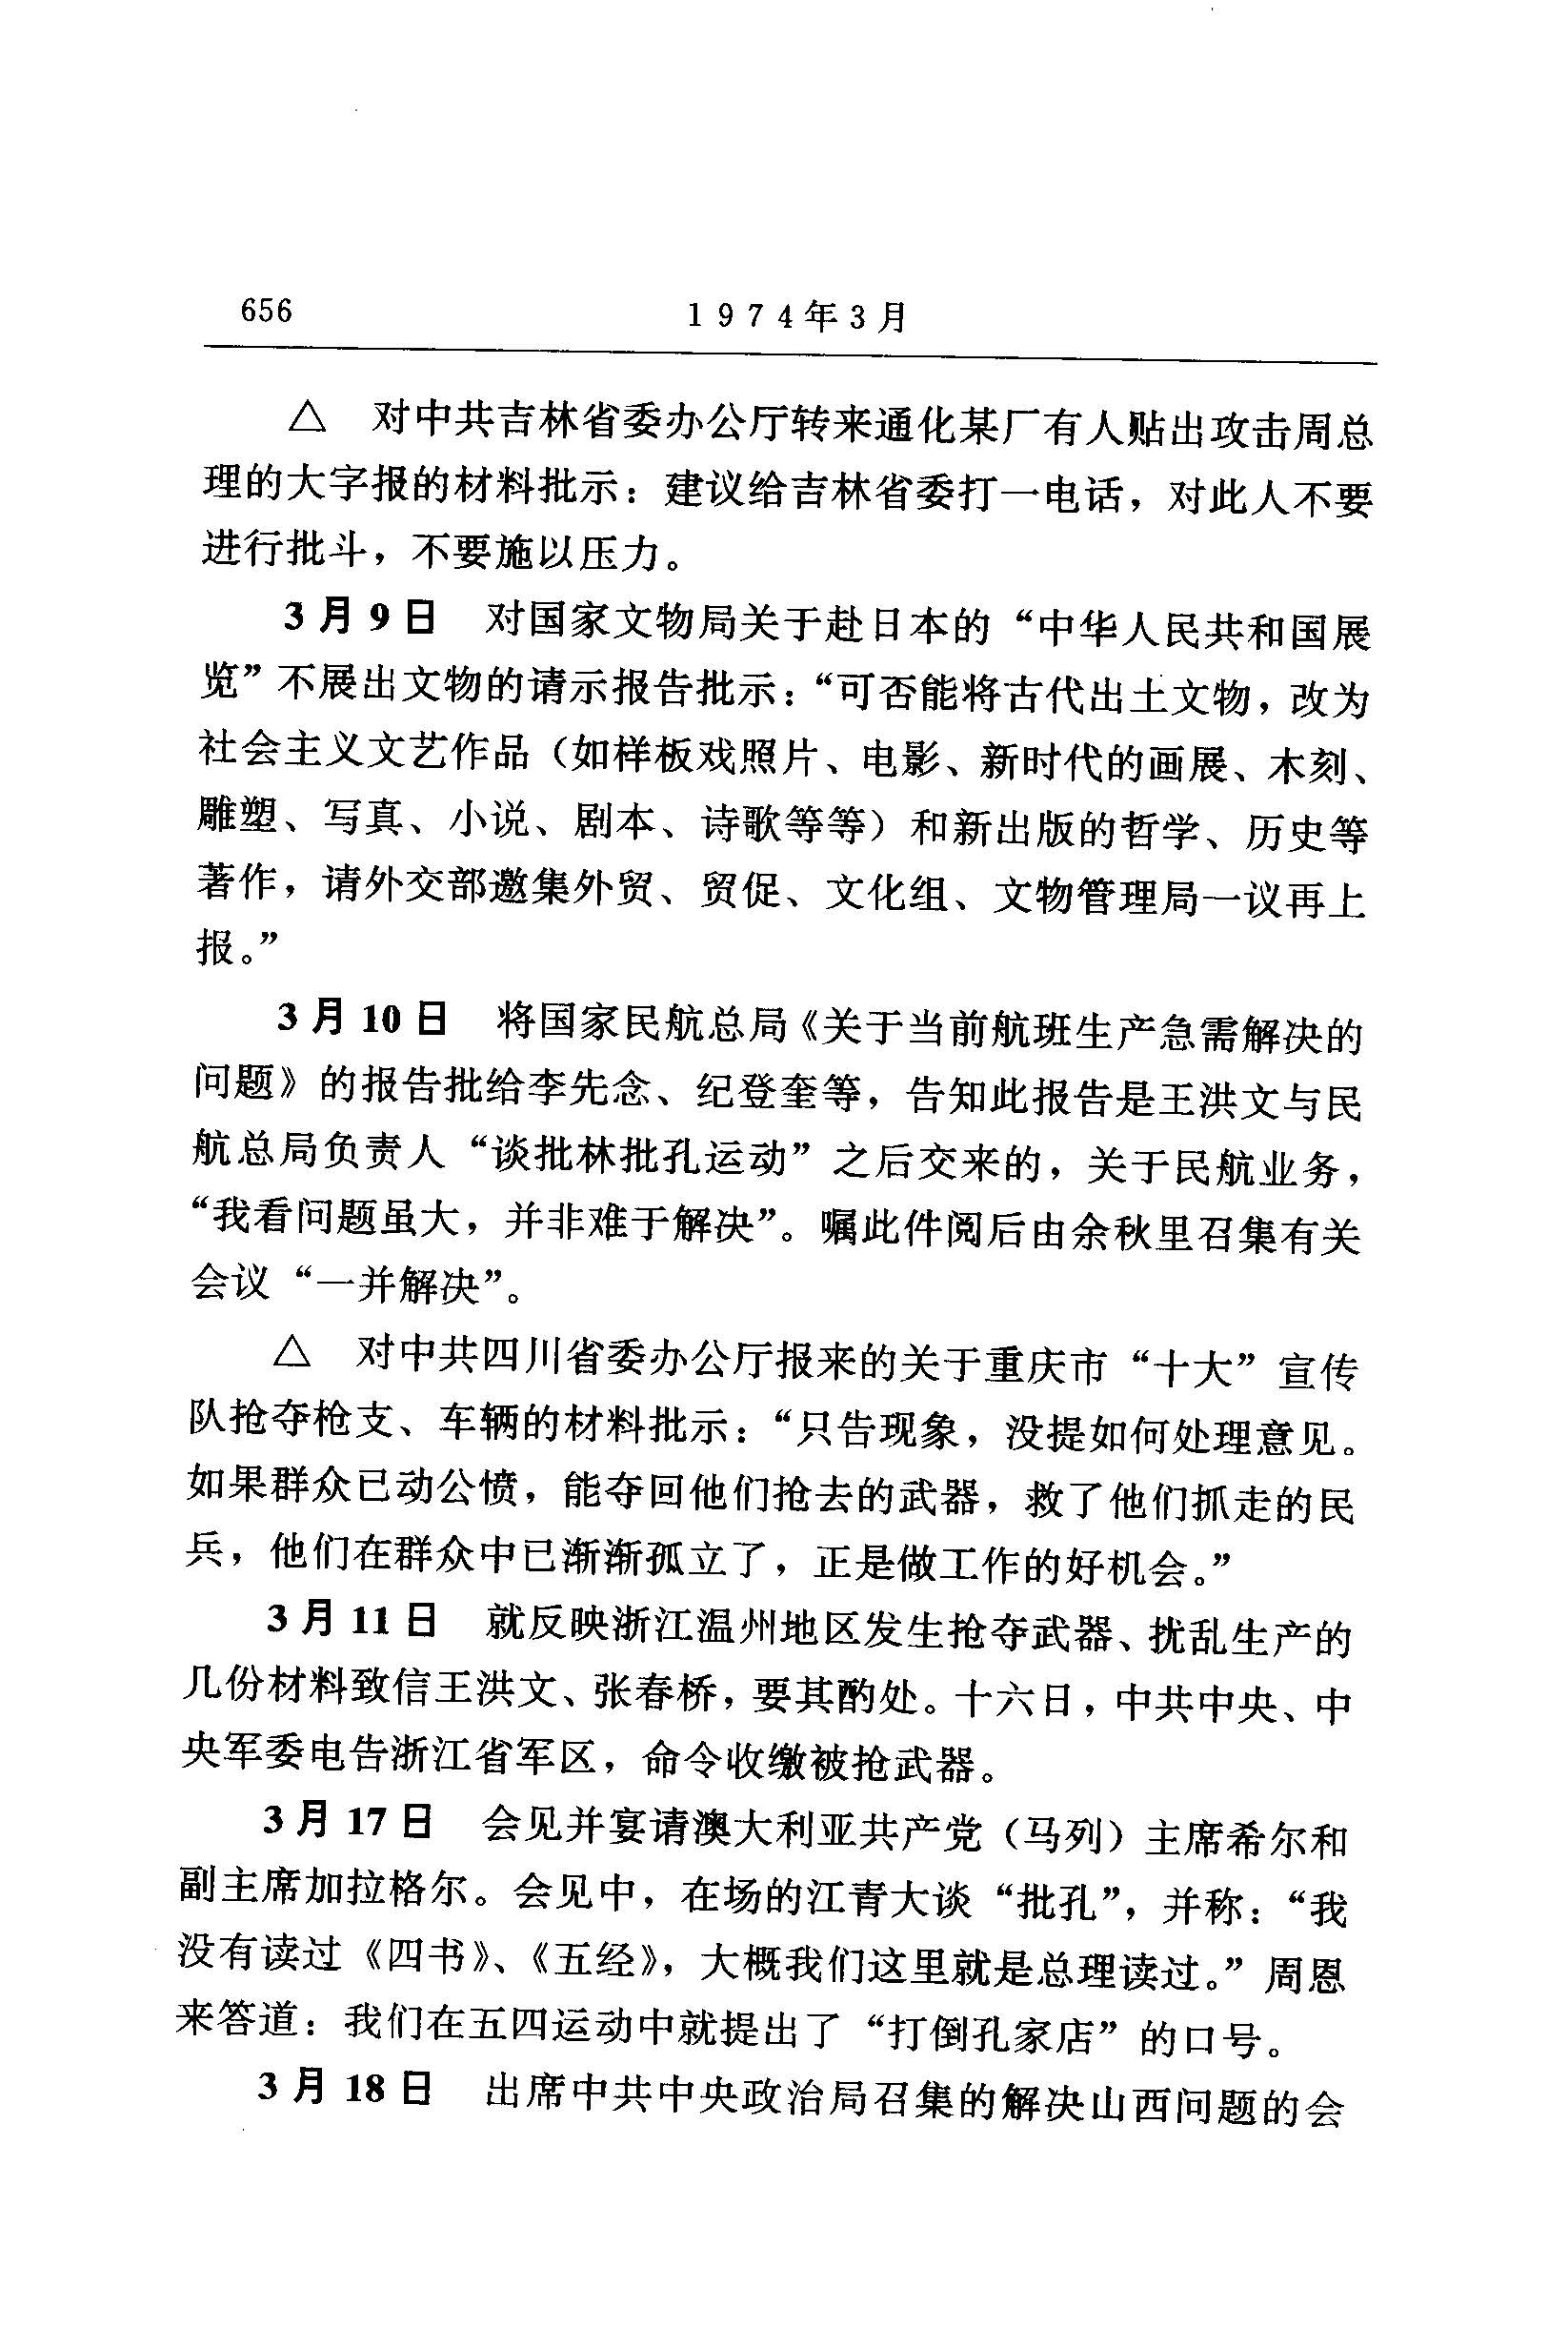 656
1974年3月
△ 对中共吉林省委办公厅转来通化某厂有人贴出攻击周总
理的大字报的材料批示：建议给吉林省委打一电话，对此人不要
进行批斗，不要施以压力。
3月9日 对国家文物局关于赴日本的“中华人民共和国展
览”不展出文物的请示报告批示：“可否能将古代出土文物，改为
社会主义文艺作品（如样板戏照片、电影、新时代的画展、木刻、
雕塑、写真、小说、剧本、诗歌等等）和新出版的哲学、历史等
著作，请外交部邀集外贸、贸促、文化组、文物管理局一议再上
报。”
3月10日 将国家民航总局《关于当前航班生产急需解决的
问题》的报告批给李先念、纪登奎等，告知此报告是王洪文与民
航总局负责人“谈批林批孔运动”之后交来的，关于民航业务，
“我看问题虽大，并非难于解决”。嘱此件阅后由余秋里召集有关
会议“一并解决”。
△ 对中共四川省委办公厅报来的关于重庆市“十大”宣传
队抢夺枪支、车辆的材料批示：“只告现象，没提如何处理意见。
如果群众已动公愤，能夺回他们抢去的武器，救了他们抓走的民
兵，他们在群众中已渐渐孤立了，正是做工作的好机会。”
3月11日 就反映浙江温州地区发生抢夺武器、扰乱生产的
几份材料致信王洪文、张春桥，要其酌处。十六日，中共中央、中
央军委电告浙江省军区，命令收缴被抢武器。
3月17日 会见并宴请澳大利亚共产党（马列）主席希尔和
副主席加拉格尔。会见中，在场的江青大谈“批孔”，并称：“我
没有读过《四书》、《五经》，大概我们这里就是总理读过。”周恩
来答道：我们在五四运动中就提出了“打倒孔家店”的口号。
3月18日 出席中共中央政治局召集的解决山西问题的会